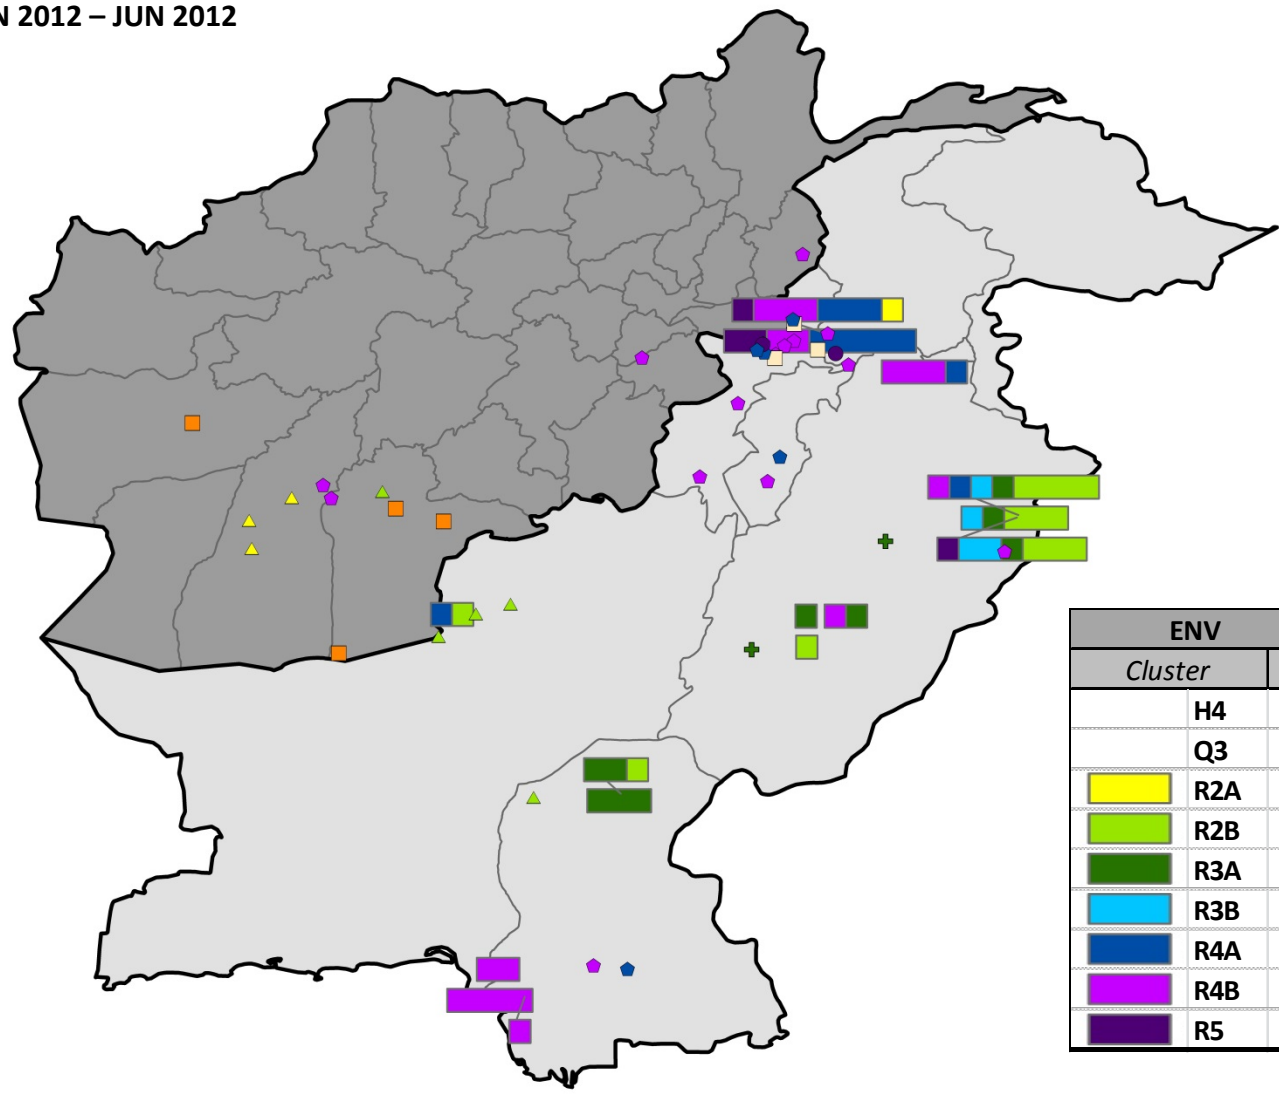 N 2012 – JUN 2012
ENV
Cluster
H4
Q3
R2A
R2B
R3A
R3B
R4A
R4B
R5